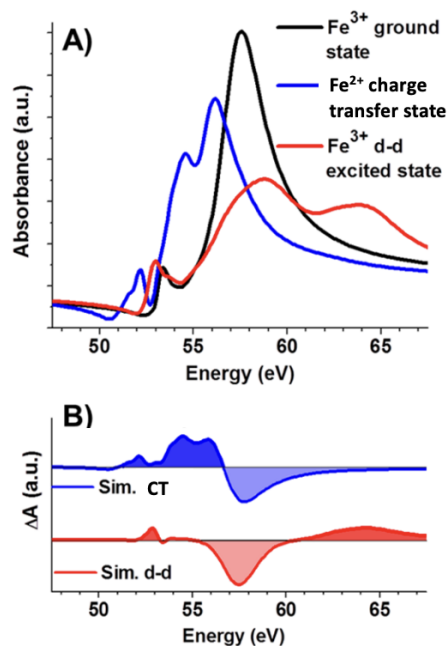 A)
Fe³⁺ ground
state
Fe²⁺ charge
transfer state
Fe³⁺ d-d
excited state
Absorbance (a.u.)
50 55 60 65
Energy (eV)
B)
ΔA (a.u.)
Sim. CT
Sim. d-d
50 55 60 65
Energy (eV)